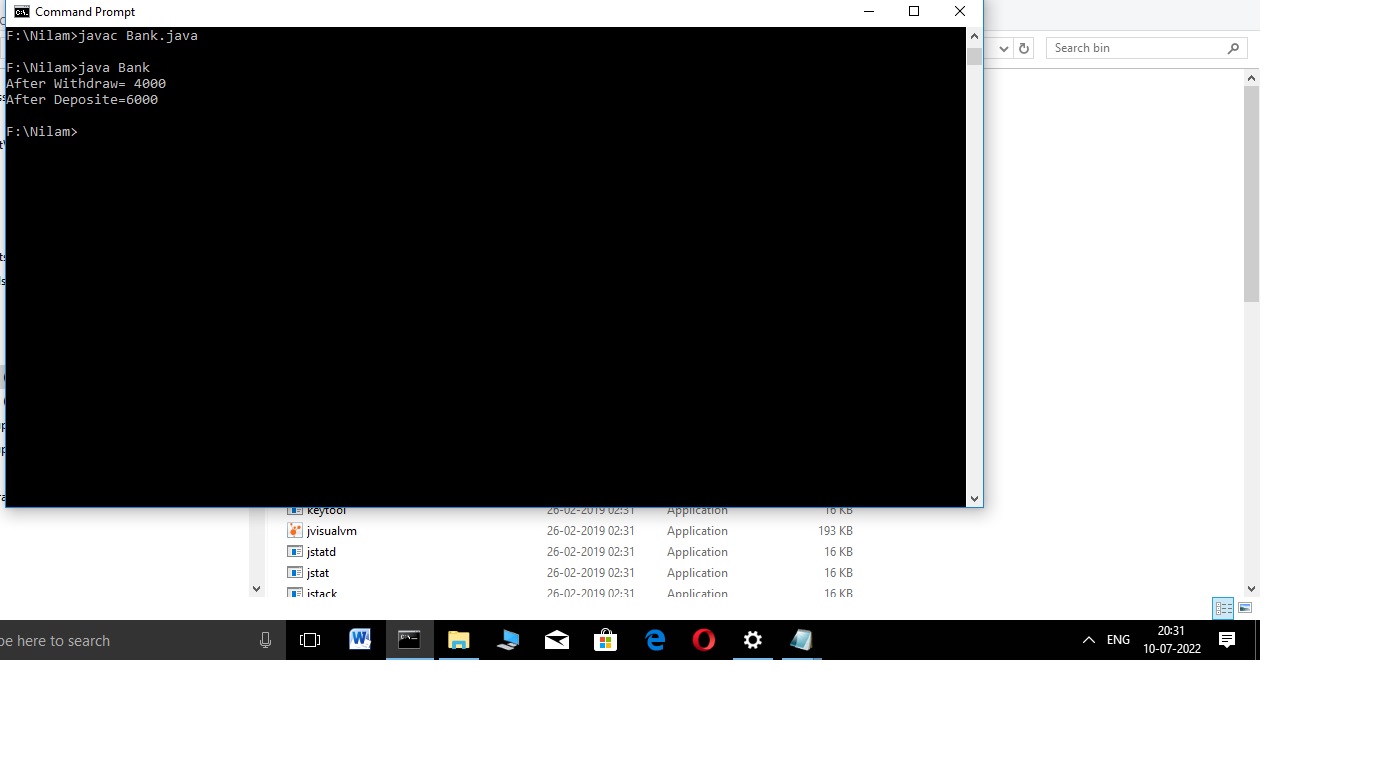 Command Prompt
F:\Nilam>javac Bank.java
F:\Nilam>java Bank
After Withdraw= 4000
After Deposite=6000
F:\Nilam>
Search bin
keytool 26-02-2019 02:31 Application 16 KB
jvisualvm 26-02-2019 02:31 Application 193 KB
jstatd 26-02-2019 02:31 Application 16 KB
jstat 26-02-2019 02:31 Application 16 KB
jstack 26-02-2019 02:31 Application 16 KB
pe here to search
ENG
20:31
10-07-2022